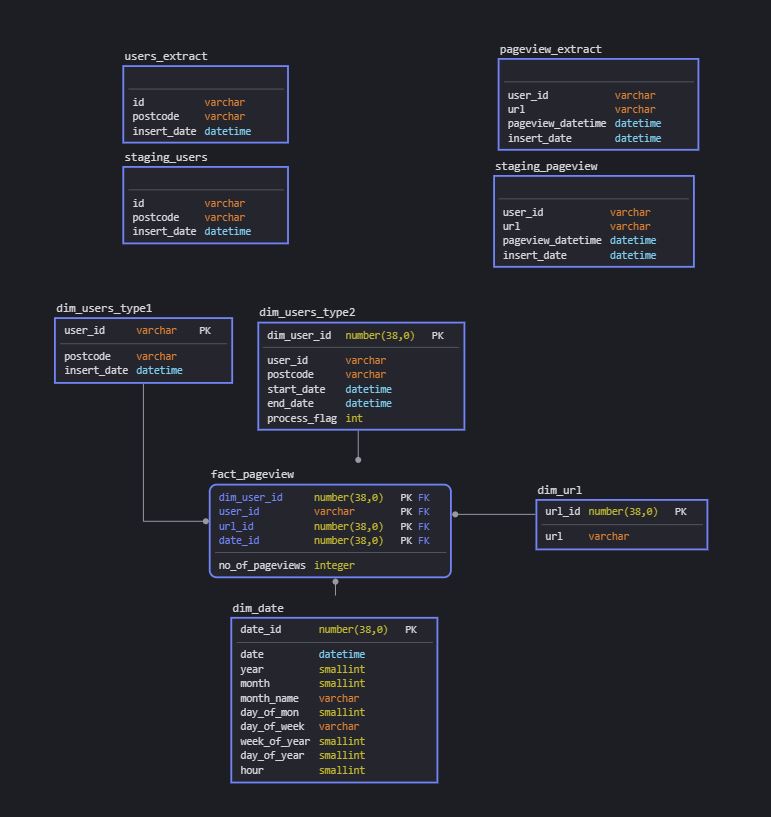 users_extract
id varchar
postcode varchar
insert_date datetime
pageview_extract
user_id varchar
url varchar
pageview_datetime datetime
insert_date datetime
staging_users
id varchar
postcode varchar
insert_date datetime
staging_pageview
user_id varchar
url varchar
pageview_datetime datetime
insert_date datetime
dim_users_type1
user_id varchar PK
postcode varchar
insert_date datetime
dim_users_type2
dim_user_id number(38,0) PK
user_id varchar
postcode varchar
start_date datetime
end_date datetime
process_flag int
fact_pageview
dim_user_id number(38,0) PK FK
user_id varchar PK FK
url_id number(38,0) PK FK
date_id number(38,0) PK FK
no_of_pageviews integer
dim_url
url_id number(38,0) PK
url varchar
dim_date
date_id number(38,0) PK
date datetime
year smallint
month smallint
month_name varchar
day_of_mon smallint
day_of_week varchar
week_of_year smallint
day_of_year smallint
hour smallint